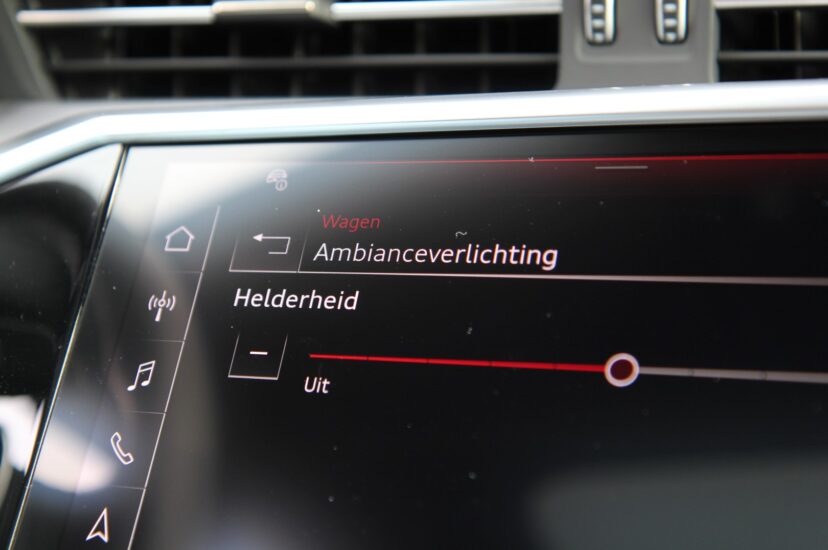 Wagen
Ambianceverlichting
Helderheid
Uit